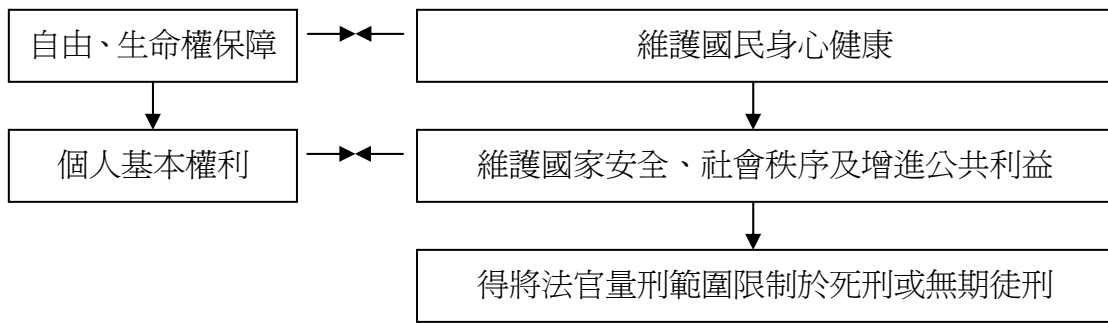 自由、生命權保障
維護國民身心健康
個人基本權利
維護國家安全、社會秩序及增進公共利益
得將法官量刑範圍限制於死刑或無期徒刑